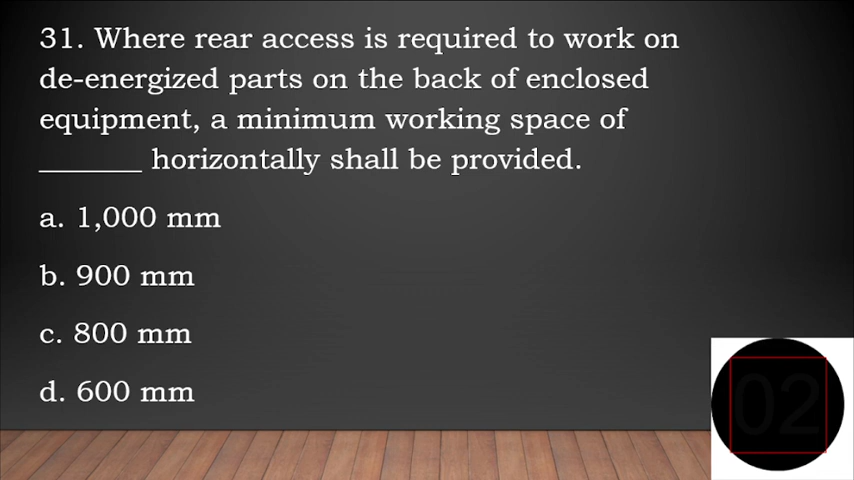 31. Where rear access is required to work on
de-energized parts on the back of enclosed
equipment, a minimum working space of
_______ horizontally shall be provided.
a. 1,000 mm
b. 900 mm
c. 800 mm
d. 600 mm
02